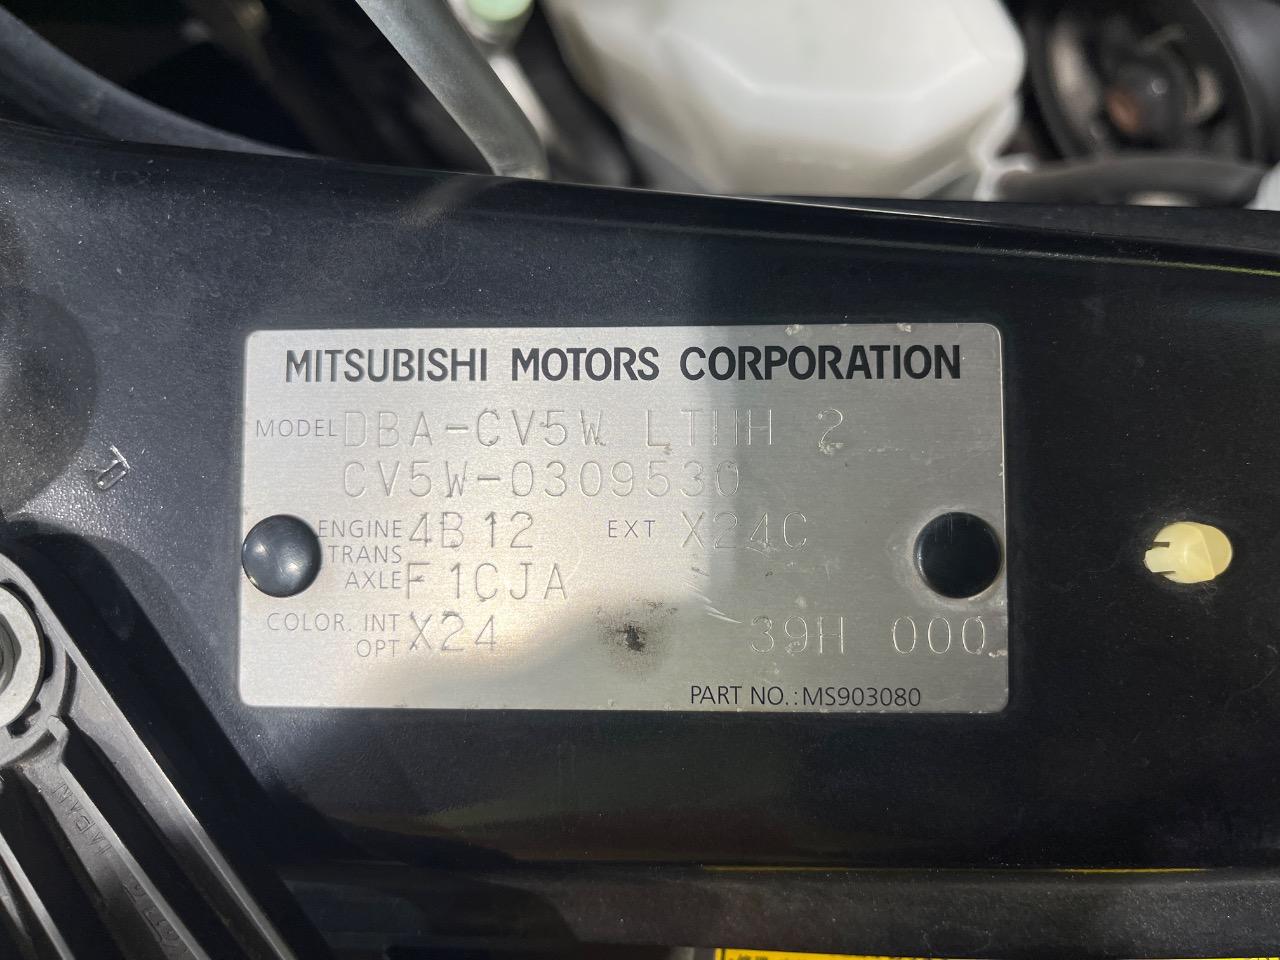 MITSUBISHI MOTORS CORPORATION
MODEL DBA-CV5W LTHH 2
CV5W-0309530
ENGINE 4B12 EXT X24C
TRANS
AXLE F1CJA
COLOR. INT
OPT X24 39H 000
PART NO.: MS903080